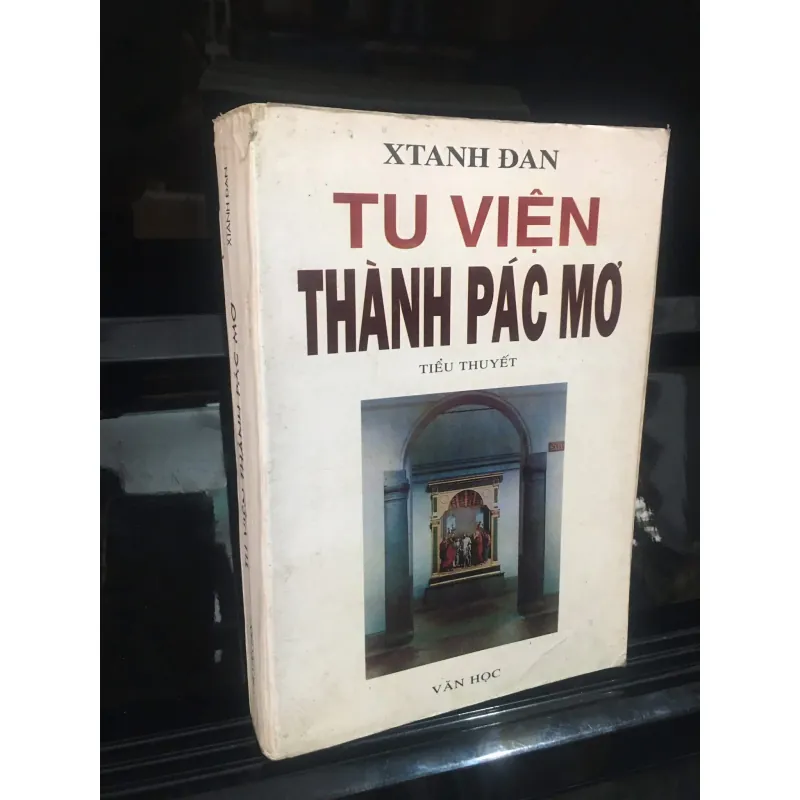 XTANH ĐAN
TU VIỆN
THÀNH PÁC MƠ
TIỂU THUYẾT
VĂN HỌC
XTANH ĐAN
TU VIỆN THÀNH PÁC MƠ